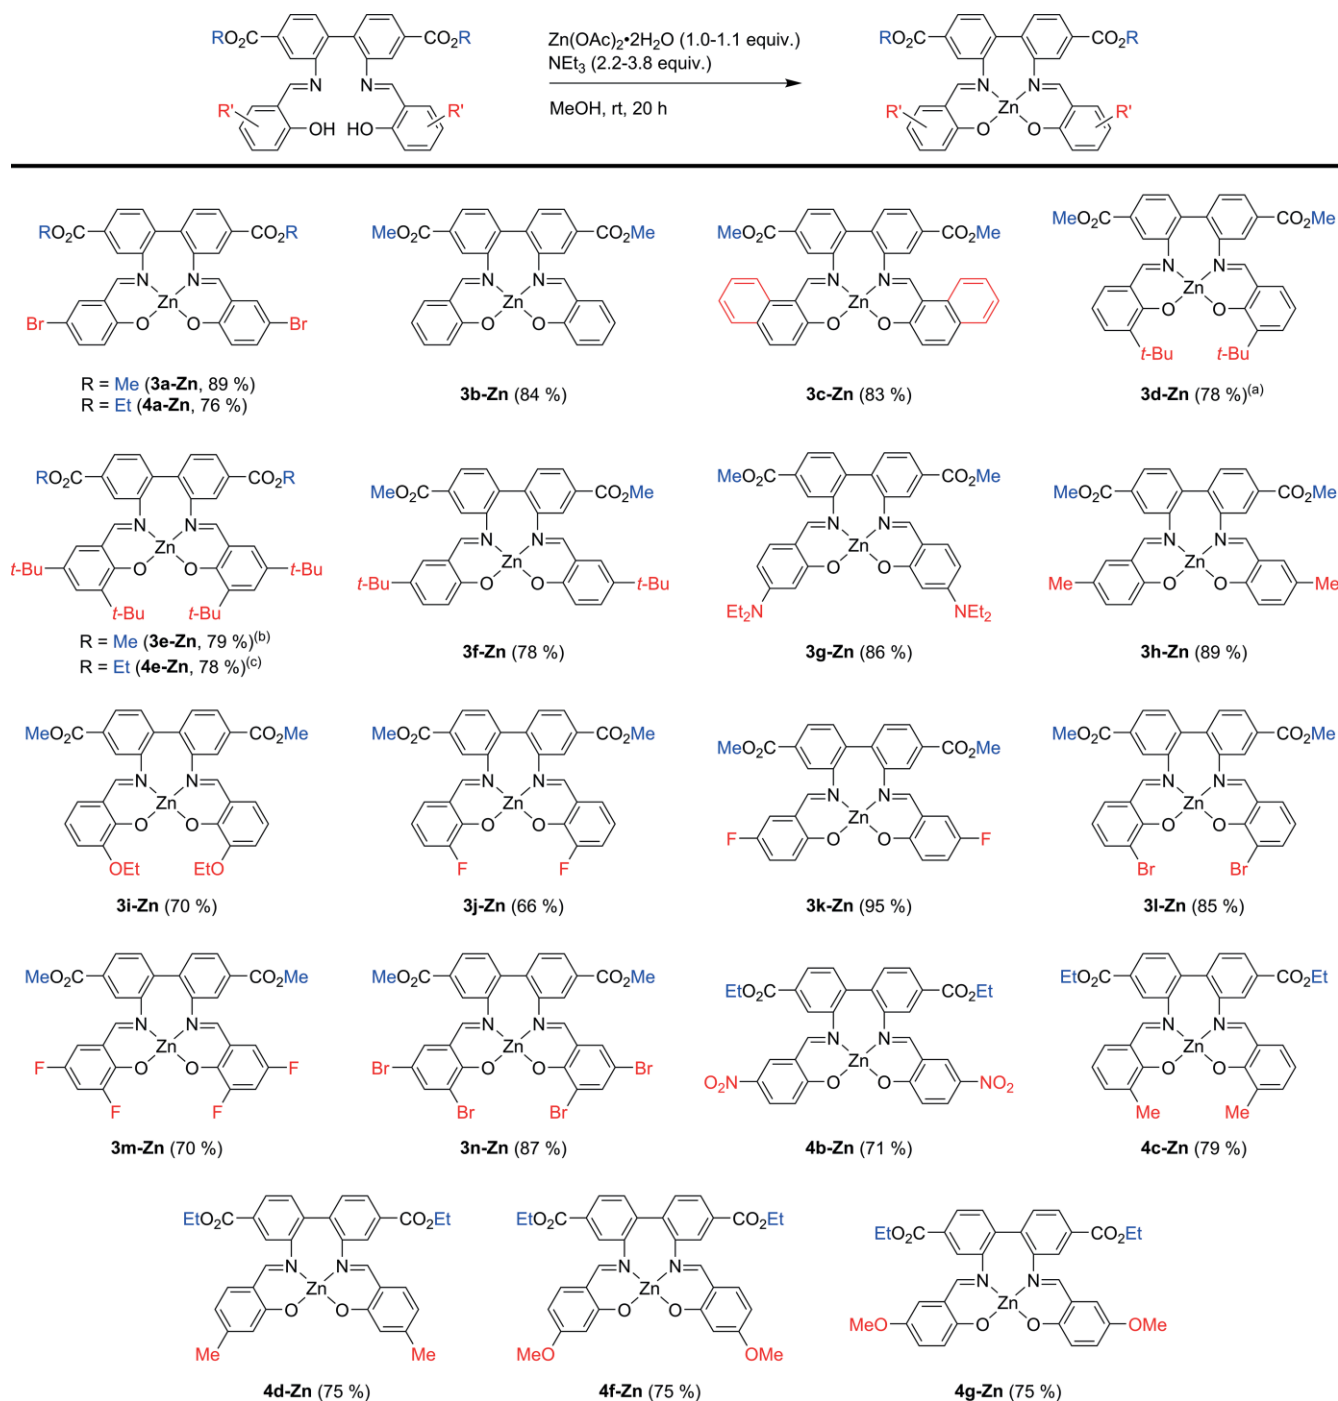 RO2C CO2R Zn(OAc)2•2H2O (1.0-1.1 equiv.) RO2C CO2R
NEt3 (2.2-3.8 equiv.)
N N N N
R' R' MeOH, rt, 20 h R' Zn R'
OH HO O O
RO2C CO2R MeO2C CO2Me MeO2C CO2Me MeO2C CO2Me
N N N N N N N N
Zn Zn Zn Zn
Br O O Br O O O O O O
t-Bu t-Bu
R = Me (3a-Zn, 89 %)
R = Et (4a-Zn, 76 %)
3b-Zn (84 %) 3c-Zn (83 %) 3d-Zn (78 %)(a)
RO2C CO2R MeO2C CO2Me MeO2C CO2Me MeO2C CO2Me
N N N N N N N N
Zn Zn Zn Zn
t-Bu O O t-Bu t-Bu O O t-Bu O O Me O O Me
t-Bu t-Bu Et2N NEt2
R = Me (3e-Zn, 79 %)(b)
R = Et (4e-Zn, 78 %)(c)
3f-Zn (78 %) 3g-Zn (86 %) 3h-Zn (89 %)
MeO2C CO2Me MeO2C CO2Me MeO2C CO2Me MeO2C CO2Me
N N N N N N N N
Zn Zn Zn Zn
O O O O F O O F O O
OEt EtO F F Br Br
3i-Zn (70 %) 3j-Zn (66 %) 3k-Zn (95 %) 3l-Zn (85 %)
MeO2C CO2Me MeO2C CO2Me EtO2C CO2Et EtO2C CO2Et
N N N N N N N N
Zn Zn Zn Zn
F O O F Br O O Br O2N O O NO2 O O
F F Br Br Me Me
3m-Zn (70 %) 3n-Zn (87 %) 4b-Zn (71 %) 4c-Zn (79 %)
EtO2C CO2Et EtO2C CO2Et EtO2C CO2Et
N N N N N N
Zn Zn Zn
O O O O MeO O O OMe
Me Me MeO OMe
4d-Zn (75 %) 4f-Zn (75 %) 4g-Zn (75 %)